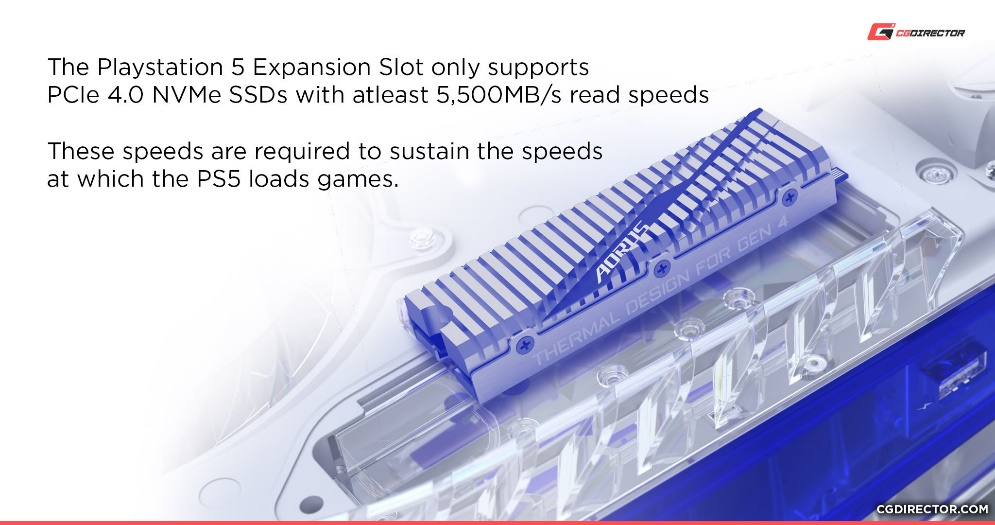 CGDIRECTOR
The Playstation 5 Expansion Slot only supports
PCIe 4.0 NVMe SSDs with atleast 5,500MB/s read speeds
These speeds are required to sustain the speeds
at which the PS5 loads games.
AORUS
THERMAL DESIGN FOR GEN 4
CGDIRECTOR.COM